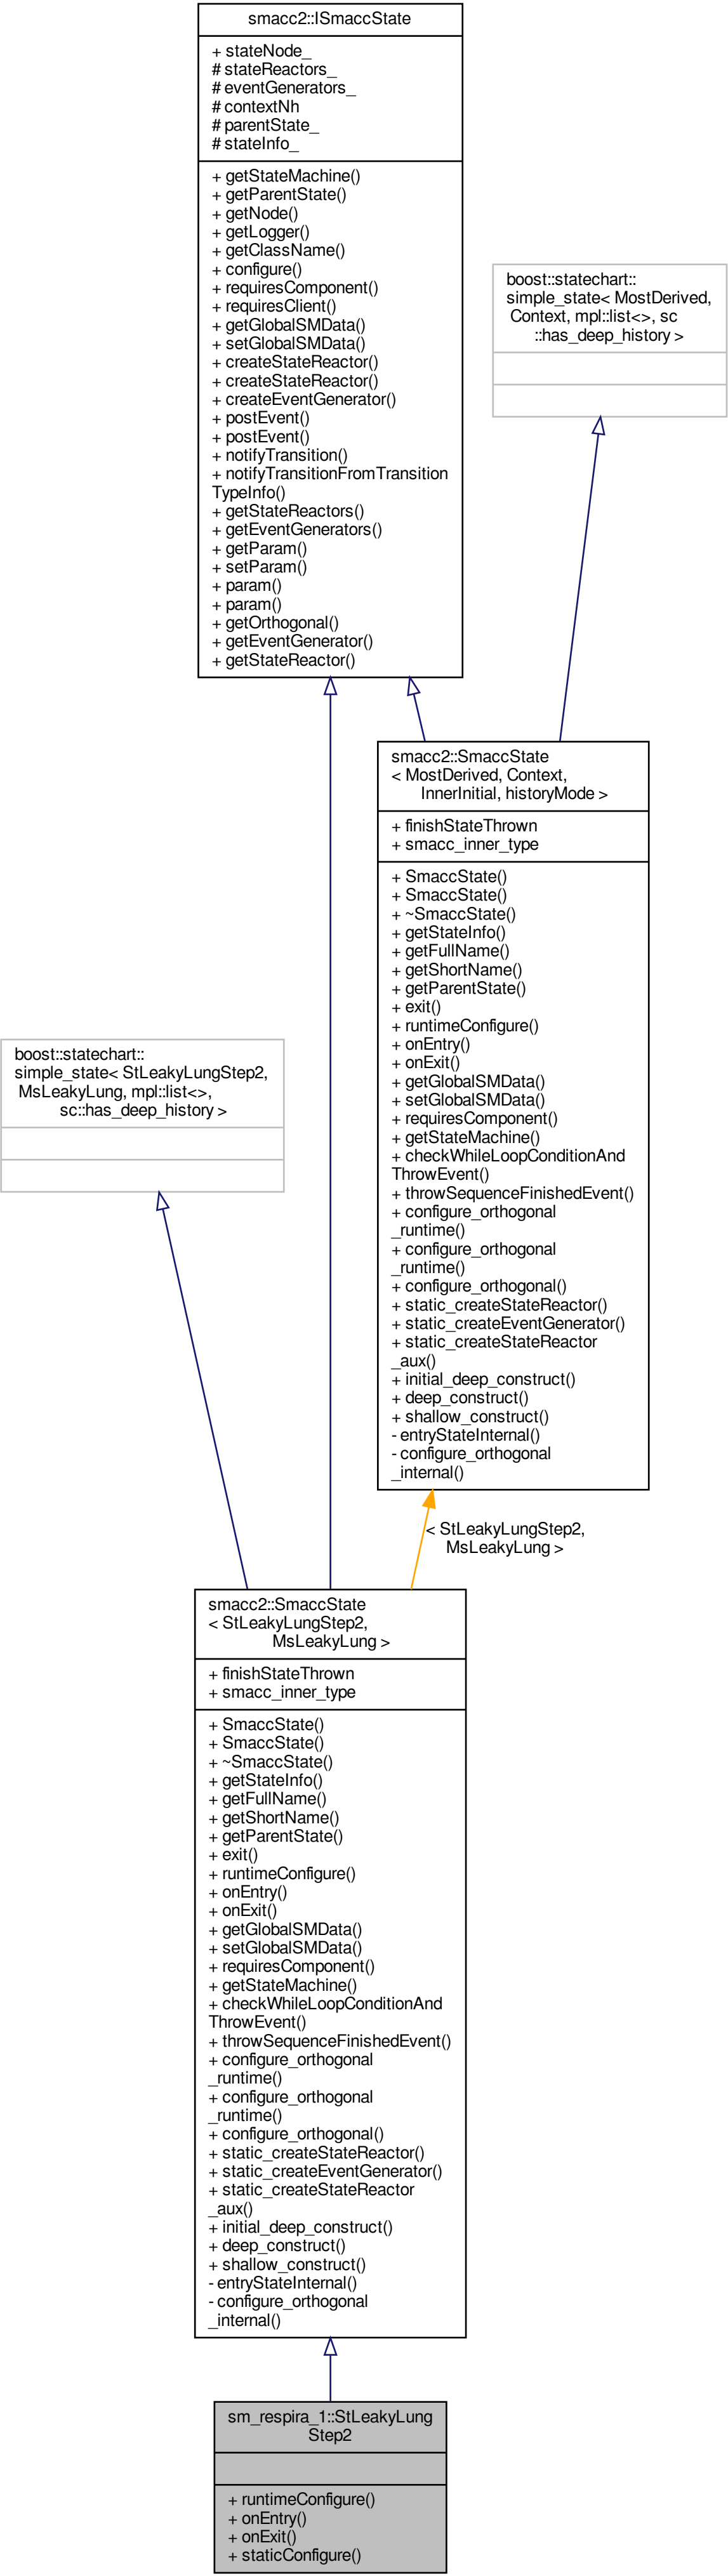 smacc2::ISmaccState
+ stateNode_
# stateReactors_
# eventGenerators_
# contextNh
# parentState_
# stateInfo_
+ getStateMachine()
+ getParentState()
+ getNode()
+ getLogger()
+ getClassName()
+ configure()
+ requiresComponent()
+ requiresClient()
+ getGlobalSMData()
+ setGlobalSMData()
+ createStateReactor()
+ createStateReactor()
+ createEventGenerator()
+ postEvent()
+ postEvent()
+ notifyTransition()
+ notifyTransitionFromTransition
TypeInfo()
+ getStateReactors()
+ getEventGenerators()
+ getParam()
+ setParam()
+ param()
+ param()
+ getOrthogonal()
+ getEventGenerator()
+ getStateReactor()
boost::statechart::
simple_state< MostDerived,
Context, mpl::list<>, sc
::has_deep_history >
smacc2::SmaccState
< MostDerived, Context,
InnerInitial, historyMode >
+ finishStateThrown
+ smacc_inner_type
+ SmaccState()
+ SmaccState()
+ ~SmaccState()
+ getStateInfo()
+ getFullName()
+ getShortName()
+ getParentState()
+ exit()
+ runtimeConfigure()
+ onEntry()
+ onExit()
+ getGlobalSMData()
+ setGlobalSMData()
+ requiresComponent()
+ getStateMachine()
+ checkWhileLoopConditionAnd
ThrowEvent()
+ throwSequenceFinishedEvent()
+ configure_orthogonal
_runtime()
+ configure_orthogonal
_runtime()
+ configure_orthogonal()
+ static_createStateReactor()
+ static_createEventGenerator()
+ static_createStateReactor
_aux()
+ initial_deep_construct()
+ deep_construct()
+ shallow_construct()
- entryStateInternal()
- configure_orthogonal
_internal()
boost::statechart::
simple_state< StLeakyLungStep2,
MsLeakyLung, mpl::list<>,
sc::has_deep_history >
< StLeakyLungStep2,
MsLeakyLung >
smacc2::SmaccState
< StLeakyLungStep2,
MsLeakyLung >
+ finishStateThrown
+ smacc_inner_type
+ SmaccState()
+ SmaccState()
+ ~SmaccState()
+ getStateInfo()
+ getFullName()
+ getShortName()
+ getParentState()
+ exit()
+ runtimeConfigure()
+ onEntry()
+ onExit()
+ getGlobalSMData()
+ setGlobalSMData()
+ requiresComponent()
+ getStateMachine()
+ checkWhileLoopConditionAnd
ThrowEvent()
+ throwSequenceFinishedEvent()
+ configure_orthogonal
_runtime()
+ configure_orthogonal
_runtime()
+ configure_orthogonal()
+ static_createStateReactor()
+ static_createEventGenerator()
+ static_createStateReactor
_aux()
+ initial_deep_construct()
+ deep_construct()
+ shallow_construct()
- entryStateInternal()
- configure_orthogonal
_internal()
sm_respira_1::StLeakyLung
Step2
+ runtimeConfigure()
+ onEntry()
+ onExit()
+ staticConfigure()